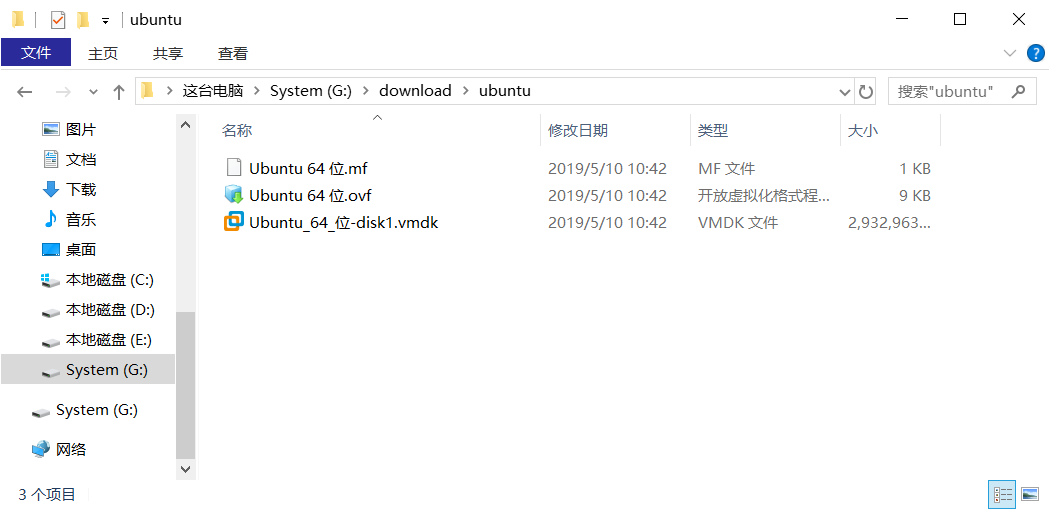 ubuntu
文件 主页 共享 查看
这台电脑 System (G:) download ubuntu 搜索"ubuntu"
名称 修改日期 类型 大小
Ubuntu 64 位.mf 2019/5/10 10:42 MF 文件 1 KB
Ubuntu 64 位.ovf 2019/5/10 10:42 开放虚拟化格式程... 9 KB
Ubuntu_64_位-disk1.vmdk 2019/5/10 10:42 VMDK 文件 2,932,963...
图片
文档
下载
音乐
桌面
本地磁盘 (C:)
本地磁盘 (D:)
本地磁盘 (E:)
System (G:)
System (G:)
网络
3 个项目